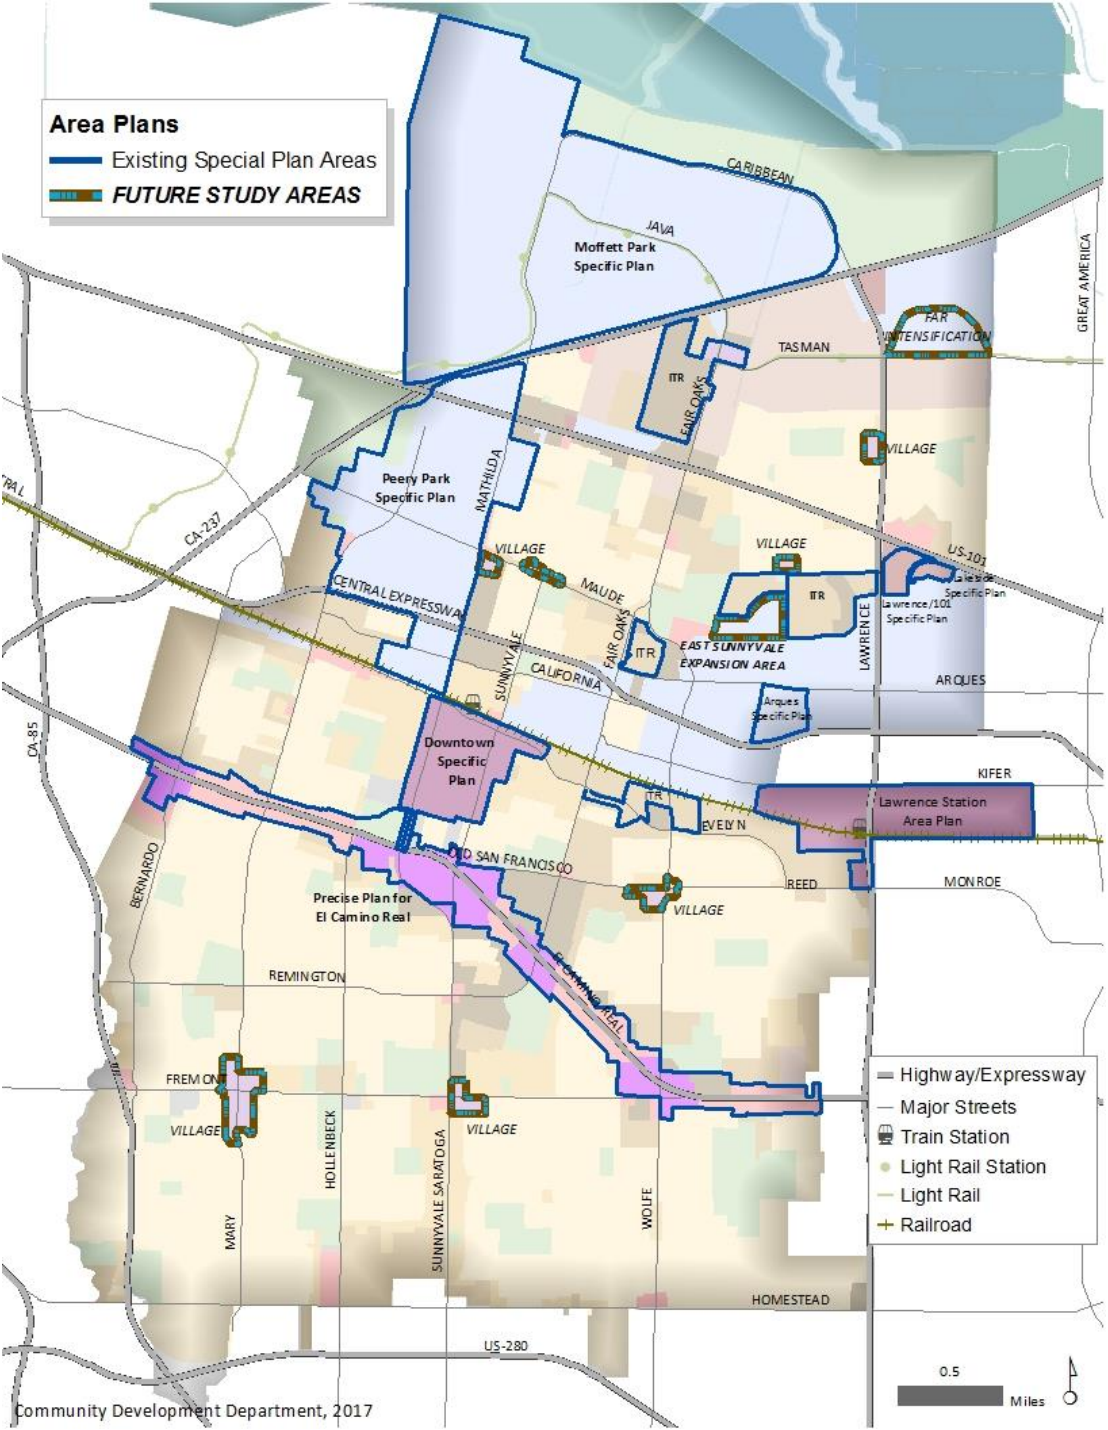 Area Plans
Existing Special Plan Areas
FUTURE STUDY AREAS
CARIBBEAN
JAVA
Moffett Park
Specific Plan
GREAT AMERICA
FAR
INTENSIFICATION
TASMAN
ITR
FAIR OAKS
VILLAGE
MATHILDA
Peery Park
Specific Plan
TRAL
CA-237
US-101
VILLAGE
VILLAGE
CENTRAL EXPRESSWAY
MAUDE
ITR
Lakeside
Specific Plan
Lawrence/101
Specific Plan
FAIR OAKS
ITR
EAST SUNNYVALE
EXPANSION AREA
LAWRENCE
SUNNYVALE
CALIFORNIA
ARQUES
Arques
Specific Plan
CA-85
Downtown
Specific
Plan
KIFER
ITR
Lawrence Station
Area Plan
EVELYN
OLD SAN FRANCISCO
BERNARDO
REED
MONROE
Precise Plan for
El Camino Real
VILLAGE
REMINGTON
EL CAMINO REAL
FREMONT
VILLAGE
VILLAGE
HOLLENBECK
SUNNYVALE SARATOGA
MARY
WOLFE
Highway/Expressway
Major Streets
Train Station
Light Rail Station
Light Rail
Railroad
HOMESTEAD
US-280
0.5
Miles
Community Development Department, 2017